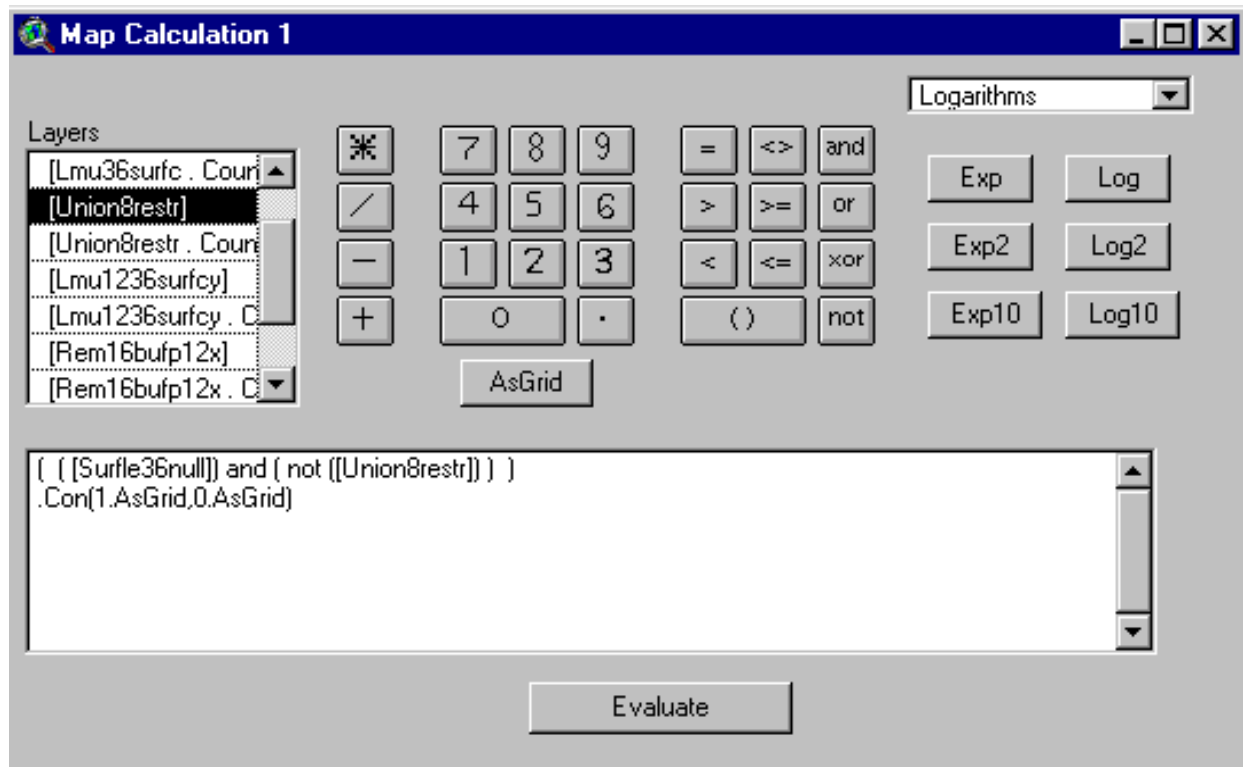 Map Calculation 1
Logarithms
Layers
[Lmu36surfc . Coun
[Union8restr]
[Union8restr . Coun
[Lmu1236surfcy]
[Lmu1236surfcy . C
[Rem16bufp12x]
[Rem16bufp12x . C
* 7 8 9 = <> and
/ 4 5 6 > >= or
- 1 2 3 < <= xor
+ 0 . ( ) not
AsGrid
Exp Log
Exp2 Log2
Exp10 Log10
( ( [Surfle36null]) and ( not ([Union8restr]) ) )
.Con(1.AsGrid,0.AsGrid)
Evaluate